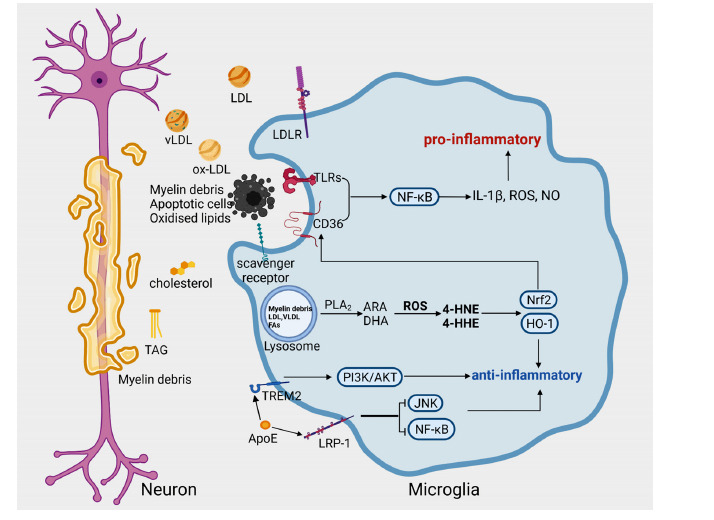 LDL
LDLR
vLDL
ox-LDL
pro-inflammatory
Myelin debris
Apoptotic cells
Oxidised lipids
TLRs
CD36
NF-κB
IL-1β, ROS, NO
scavenger
receptor
cholesterol
TAG
Myelin debris
Myelin debris
LDL,VLDL
FAs
Lysosome
PLA₂
ARA
DHA
ROS
4-HNE
4-HHE
Nrf2
HO-1
TREM2
PI3K/AKT
anti-inflammatory
ApoE
LRP-1
JNK
NF-κB
Neuron
Microglia